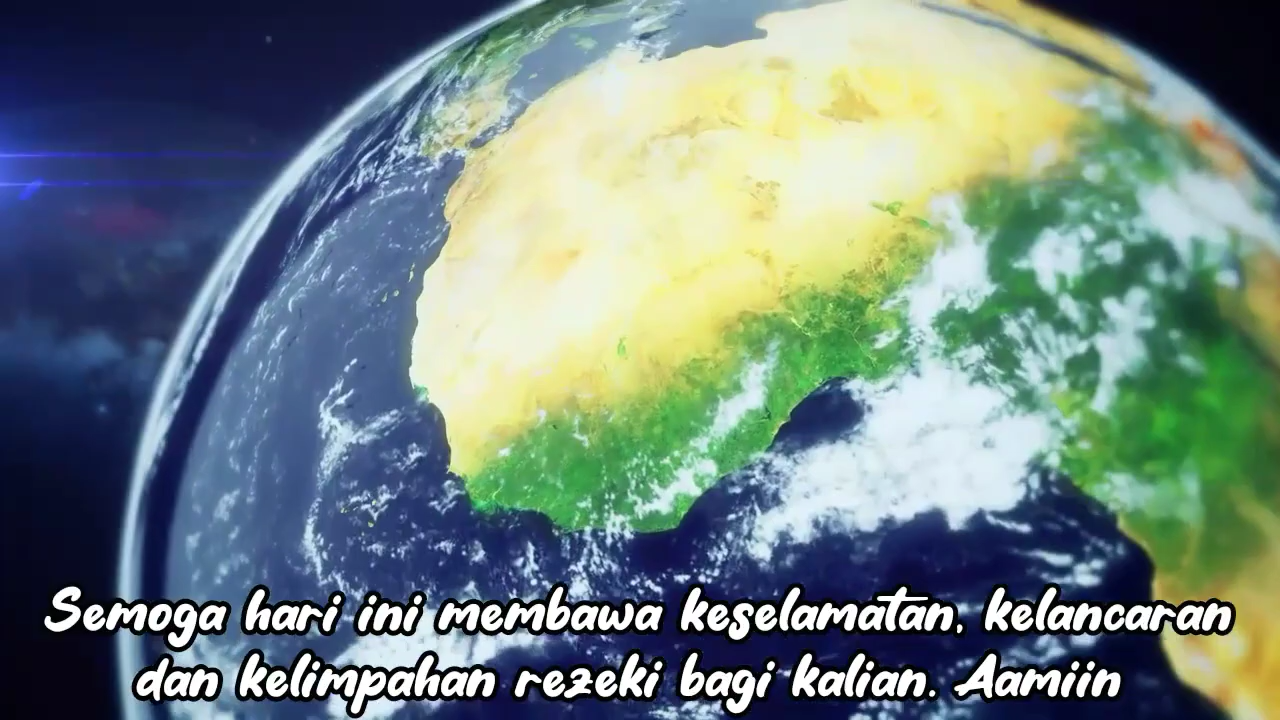 Semoga hari ini membawa keselamatan, kelancaran
dan kelimpahan rezeki bagi kalian. Aamiin